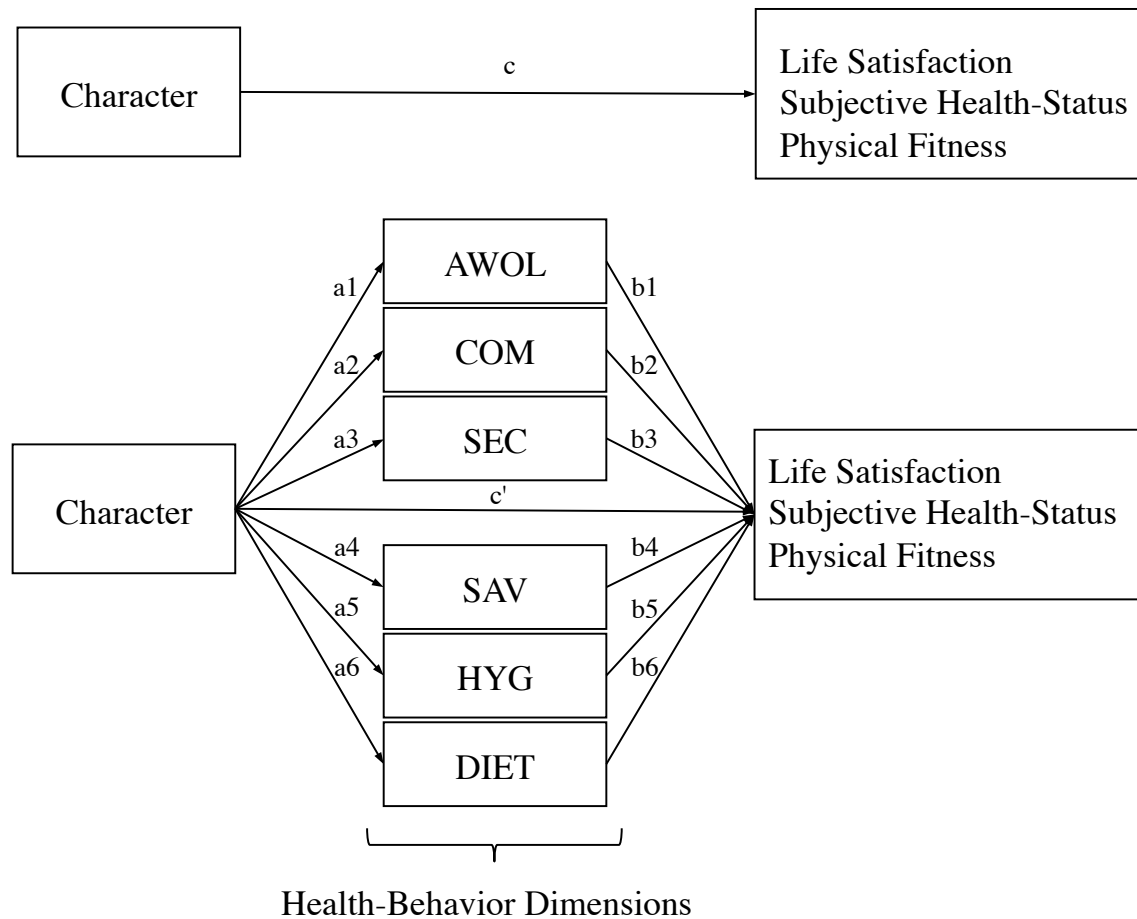 c
Character
Life Satisfaction
Subjective Health-Status
Physical Fitness
AWOL
a1
b1
COM
a2
b2
SEC
a3
b3
c'
Character
Life Satisfaction
Subjective Health-Status
Physical Fitness
a4
b4
SAV
a5
b5
HYG
a6
b6
DIET
Health-Behavior Dimensions